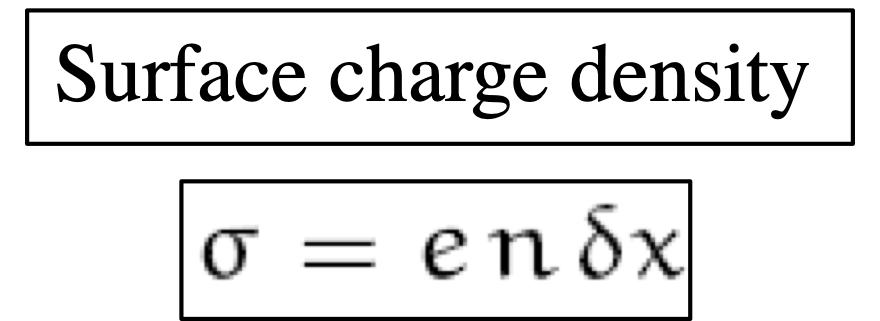 Surface charge density
σ = e n δx